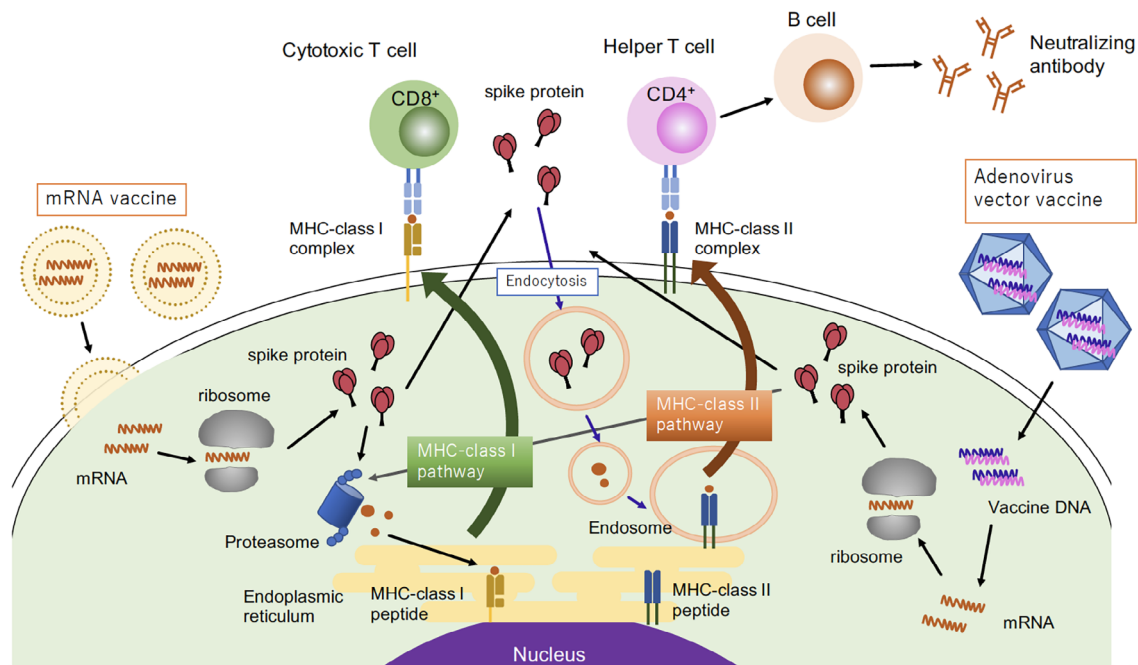 B cell
Cytotoxic T cell
Helper T cell
Neutralizing
antibody
CD8+
spike protein
CD4+
mRNA vaccine
Adenovirus
vector vaccine
MHC-class I
complex
MHC-class II
complex
Endocytosis
spike protein
spike protein
ribosome
MHC-class II
pathway
MHC-class I
pathway
mRNA
Vaccine DNA
Endosome
Proteasome
ribosome
Endoplasmic
reticulum
MHC-class I
peptide
MHC-class II
peptide
mRNA
Nucleus